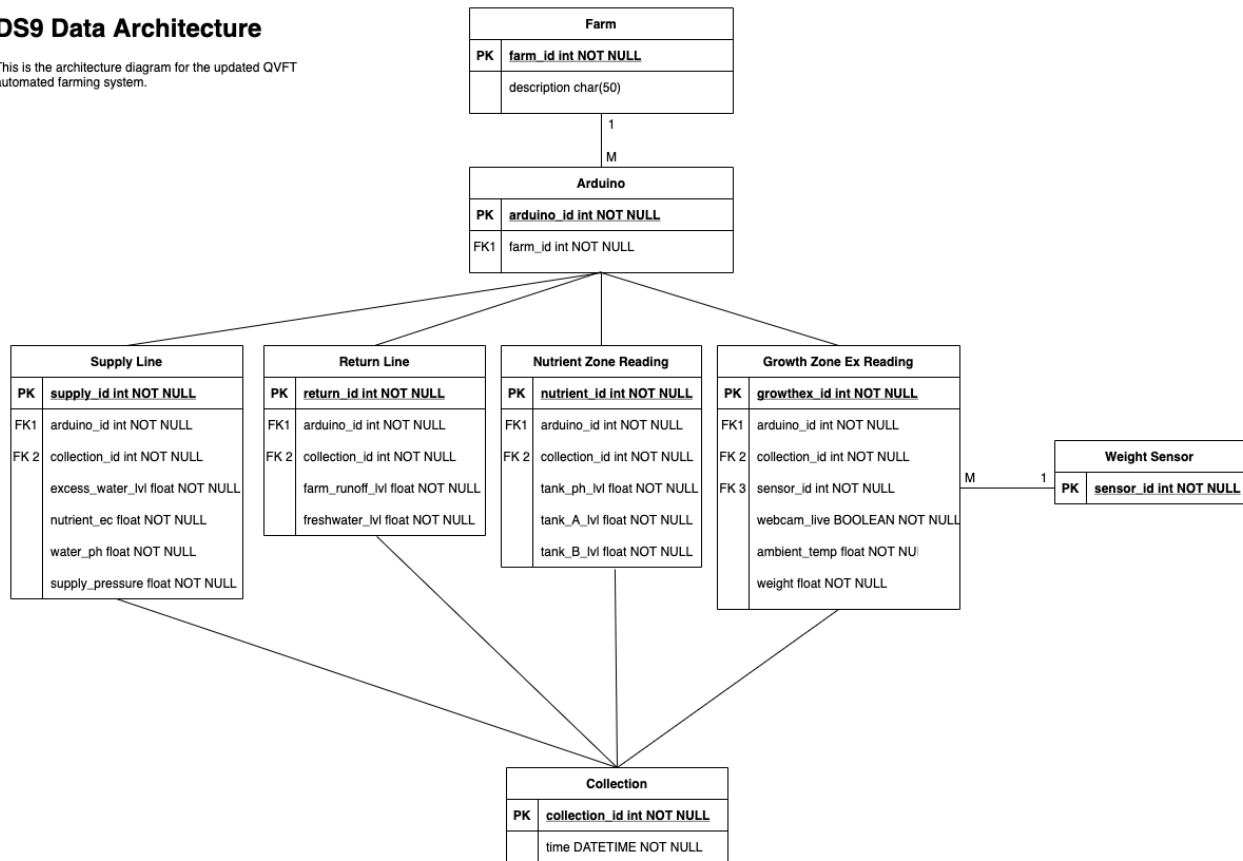 DS9 Data Architecture
This is the architecture diagram for the updated QVFT
automated farming system.
Farm
PK farm_id int NOT NULL
description char(50)
1
M
Arduino
PK arduino_id int NOT NULL
FK1 farm_id int NOT NULL
Supply Line
PK supply_id int NOT NULL
FK1 arduino_id int NOT NULL
FK 2 collection_id int NOT NULL
excess_water_lvl float NOT NULL
nutrient_ec float NOT NULL
water_ph float NOT NULL
supply_pressure float NOT NULL
Return Line
PK return_id int NOT NULL
FK1 arduino_id int NOT NULL
FK 2 collection_id int NOT NULL
farm_runoff_lvl float NOT NULL
freshwater_lvl float NOT NULL
Nutrient Zone Reading
PK nutrient_id int NOT NULL
FK1 arduino_id int NOT NULL
FK 2 collection_id int NOT NULL
tank_ph_lvl float NOT NULL
tank_A_lvl float NOT NULL
tank_B_lvl float NOT NULL
Growth Zone Ex Reading
PK growthex_id int NOT NULL
FK1 arduino_id int NOT NULL
FK 2 collection_id int NOT NULL
FK 3 sensor_id int NOT NULL
webcam_live BOOLEAN NOT NULL
ambient_temp float NOT NU
weight float NOT NULL
M
1
Weight Sensor
PK sensor_id int NOT NULL
Collection
PK collection_id int NOT NULL
time DATETIME NOT NULL